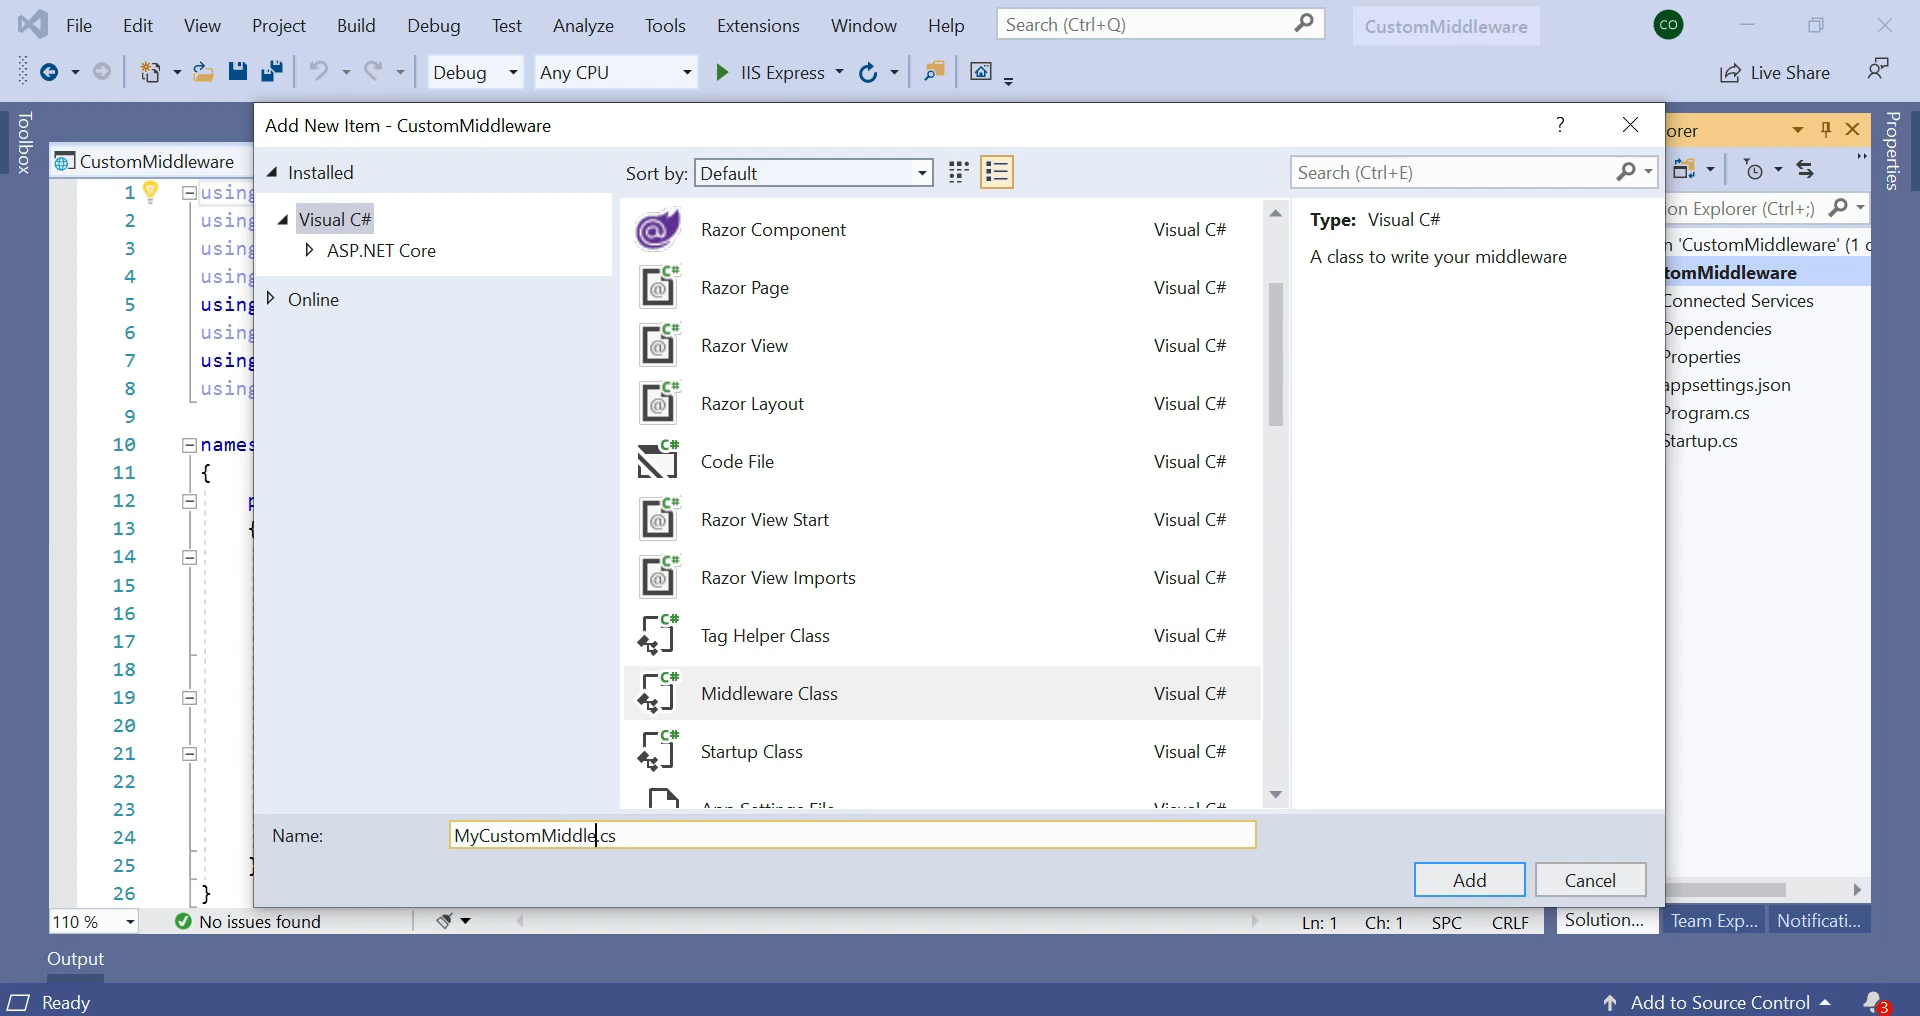 File Edit View Project Build Debug Test Analyze Tools Extensions Window Help Search (Ctrl+Q) CustomMiddleware CO
Debug Any CPU IIS Express Live Share
Toolbox
Add New Item - CustomMiddleware ?
Properties
CustomMiddleware
Installed
Visual C#
ASP.NET Core
Online
Sort by: Default
Search (Ctrl+E)
Razor Component Visual C#
Razor Page Visual C#
Razor View Visual C#
Razor Layout Visual C#
Code File Visual C#
Razor View Start Visual C#
Razor View Imports Visual C#
Tag Helper Class Visual C#
Middleware Class Visual C#
Startup Class Visual C#
App Settings File Visual C#
Type: Visual C#
A class to write your middleware
Name: MyCustomMiddle.cs
Add Cancel
1 using
2 using
3 using
4 using
5 using
6 using
7 using
8 using
9
10 names
11 {
12 p
13 {
14
15
16
17
18
19
20
21
22
23
24
25 }
26 }
orer
on Explorer (Ctrl+;)
n 'CustomMiddleware' (1 o
tomMiddleware
Connected Services
Dependencies
Properties
appsettings.json
Program.cs
Startup.cs
110 % No issues found Ln: 1 Ch: 1 SPC CRLF
Solution... Team Exp... Notificati...
Output
Ready Add to Source Control 3